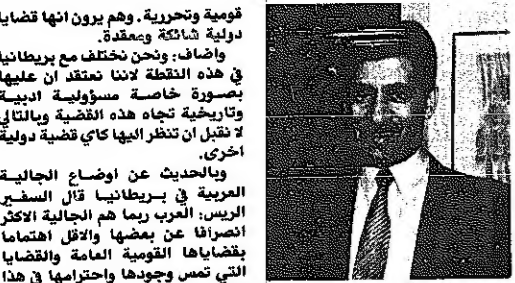 قومية وتحررية. وهم يرون انها قضايا
دولية شائكة ومعقدة.
واضاف: ونحن نختلف مع بريطانيا
في هذه النقطة لاننا نعتقد ان عليها
بصورة خاصة مسؤولية ادبية
وتاريخية تجاه هذه القضية وبالتالي
لا نقبل ان تنظر اليها كاي قضية دولية
اخرى.
وبالحديث عن اوضاع الجالية
العربية في بريطانيا قال السفير
الريس: العرب ربما هم الجالية الاكثر
انصرافا عن بعضها والاقل اهتماما
بقضاياها القومية العامة والقضايا
التي تمس وجودها واحترامها في هذا